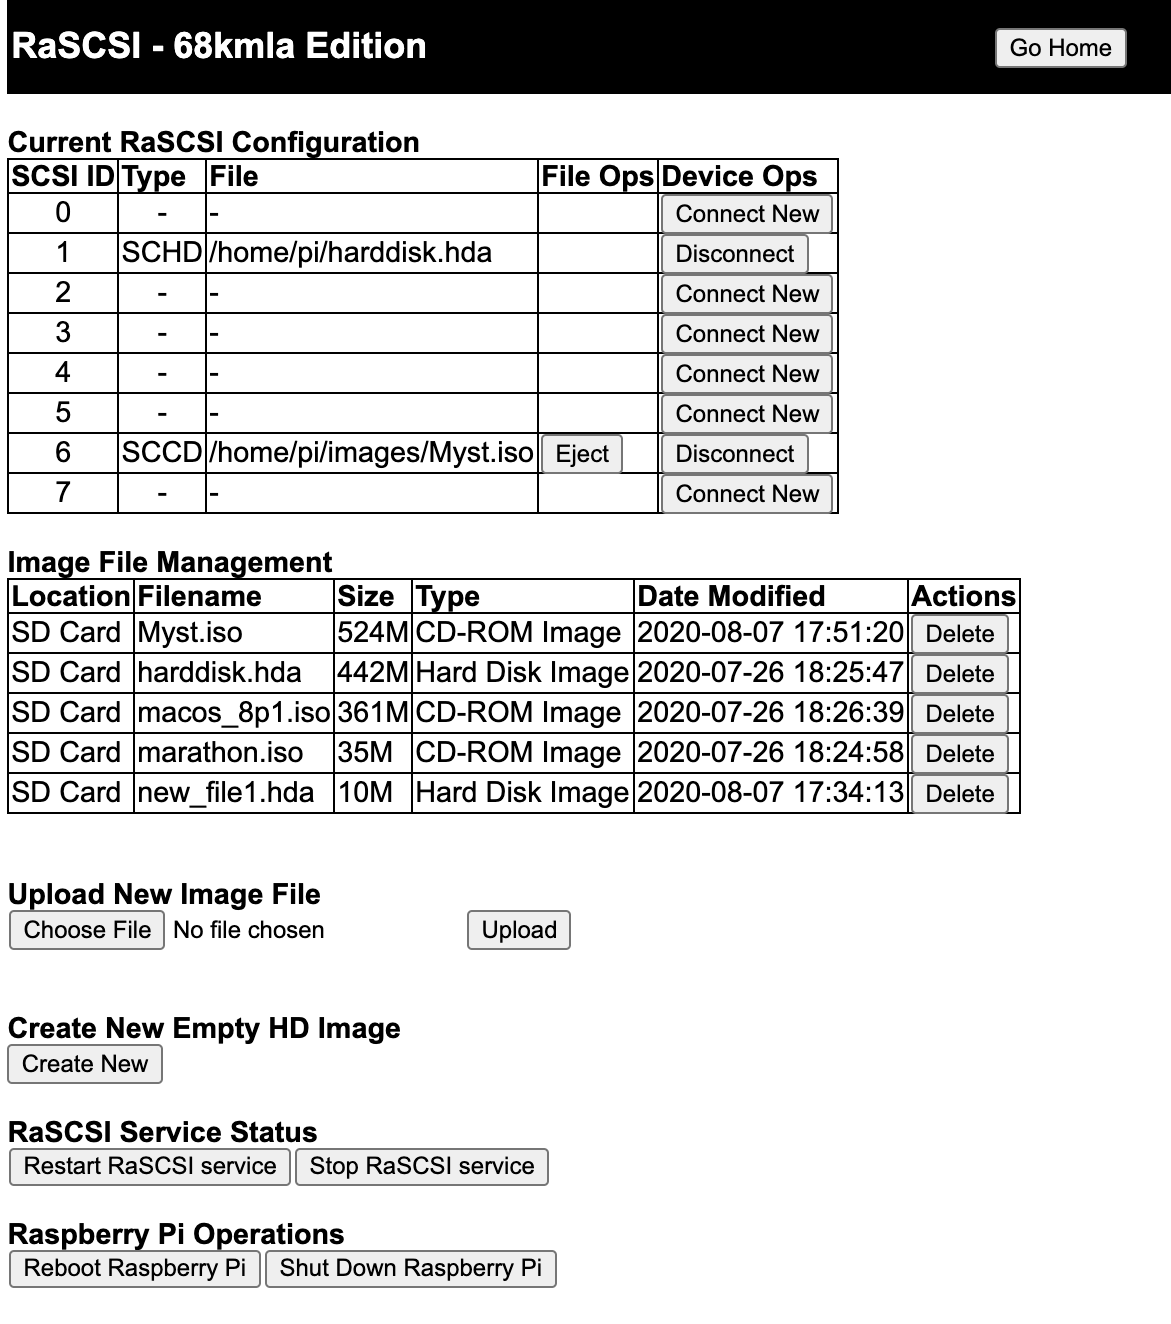 RaSCSI - 68kmla Edition
Go Home
Current RaSCSI Configuration
SCSI ID Type File File Ops Device Ops
0 - - Connect New
1 SCHD /home/pi/harddisk.hda Disconnect
2 - - Connect New
3 - - Connect New
4 - - Connect New
5 - - Connect New
6 SCCD /home/pi/images/Myst.iso Eject Disconnect
7 - - Connect New
Image File Management
Location Filename Size Type Date Modified Actions
SD Card Myst.iso 524M CD-ROM Image 2020-08-07 17:51:20 Delete
SD Card harddisk.hda 442M Hard Disk Image 2020-07-26 18:25:47 Delete
SD Card macos_8p1.iso 361M CD-ROM Image 2020-07-26 18:26:39 Delete
SD Card marathon.iso 35M CD-ROM Image 2020-07-26 18:24:58 Delete
SD Card new_file1.hda 10M Hard Disk Image 2020-08-07 17:34:13 Delete
Upload New Image File
Choose File No file chosen Upload
Create New Empty HD Image
Create New
RaSCSI Service Status
Restart RaSCSI service Stop RaSCSI service
Raspberry Pi Operations
Reboot Raspberry Pi Shut Down Raspberry Pi